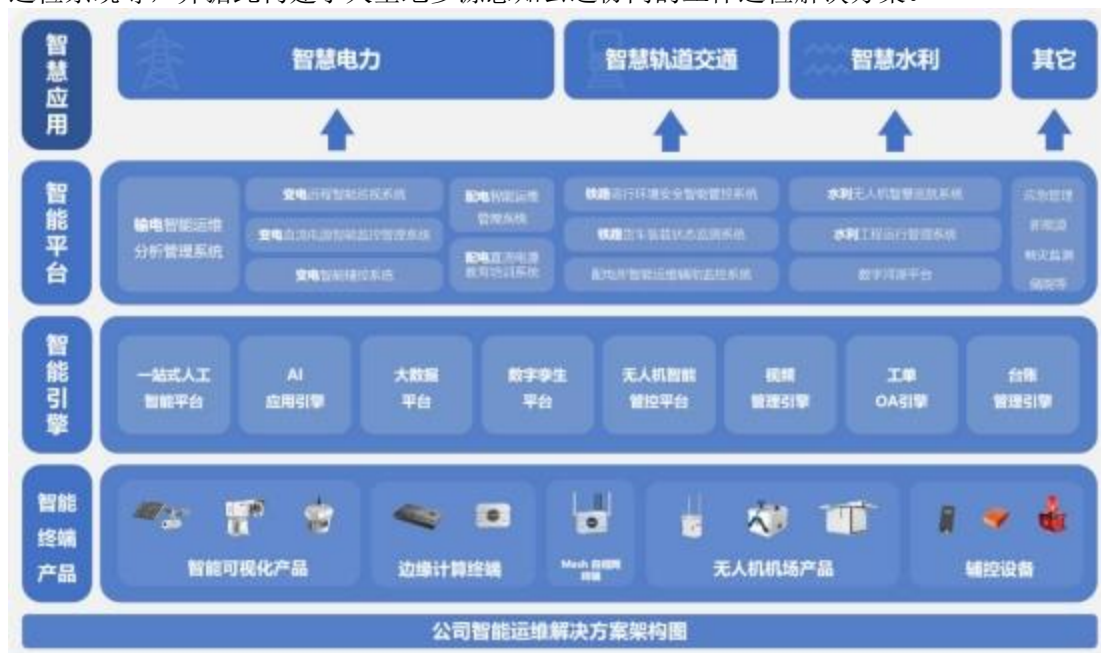 智慧应用
智慧电力
智慧轨道交通
智慧水利
其它
智能平台
输电智能运维
分析管理系统
变电远程智能巡视系统
变电直流电源智能监控管理系统
变电智能辅控系统
配电智能运维
管理系统
配电直流电源
教育培训系统
铁路运行环境安全智能管控系统
铁路货车装载状态监测系统
配电所智能运维辅助监控系统
水利无人机智慧巡航系统
水利工程运行管理系统
数字河湖平台
应急管理
新能源
储况等
智能引擎
一站式人工
智能平台
AI
应用引擎
大数据
平台
数字孪生
平台
无人机智能
管控平台
视频
管理引擎
工单
OA引擎
台账
管理引擎
智能
终端
产品
智能可视化产品
边缘计算终端
Mesh 自组网
终端
无人机机场产品
辅控设备
公司智能运维解决方案架构图